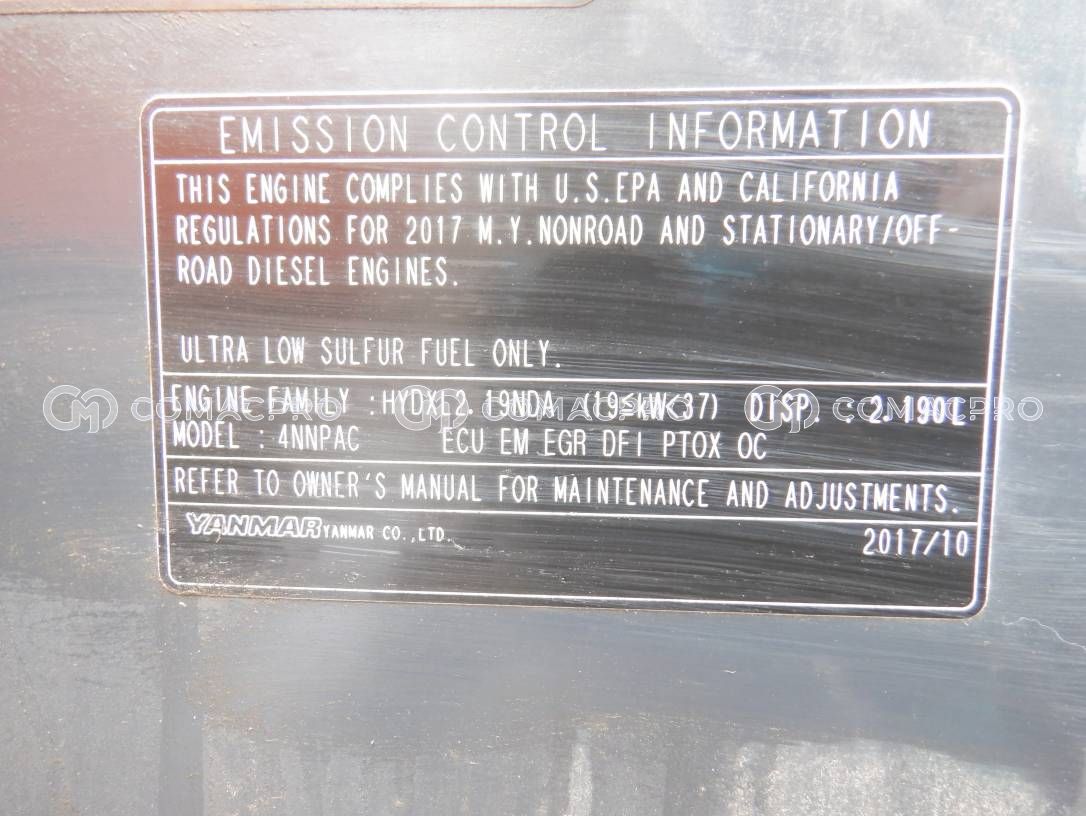 EMISSION CONTROL INFORMATION
THIS ENGINE COMPLIES WITH U.S.EPA AND CALIFORNIA
REGULATIONS FOR 2017 M.Y.NONROAD AND STATIONARY/OFF-
ROAD DIESEL ENGINES.
ULTRA LOW SULFUR FUEL ONLY.
ENGINE FAMILY :HYDXL2.19NDA (19≤kW<37) DISP. : 2.190L
MODEL : 4NNPAC ECU EM EGR DFI PTOX OC
REFER TO OWNER'S MANUAL FOR MAINTENANCE AND ADJUSTMENTS.
YANMAR YANMAR CO.,LTD.
2017/10
COMACPRO COMACPRO COMACPRO